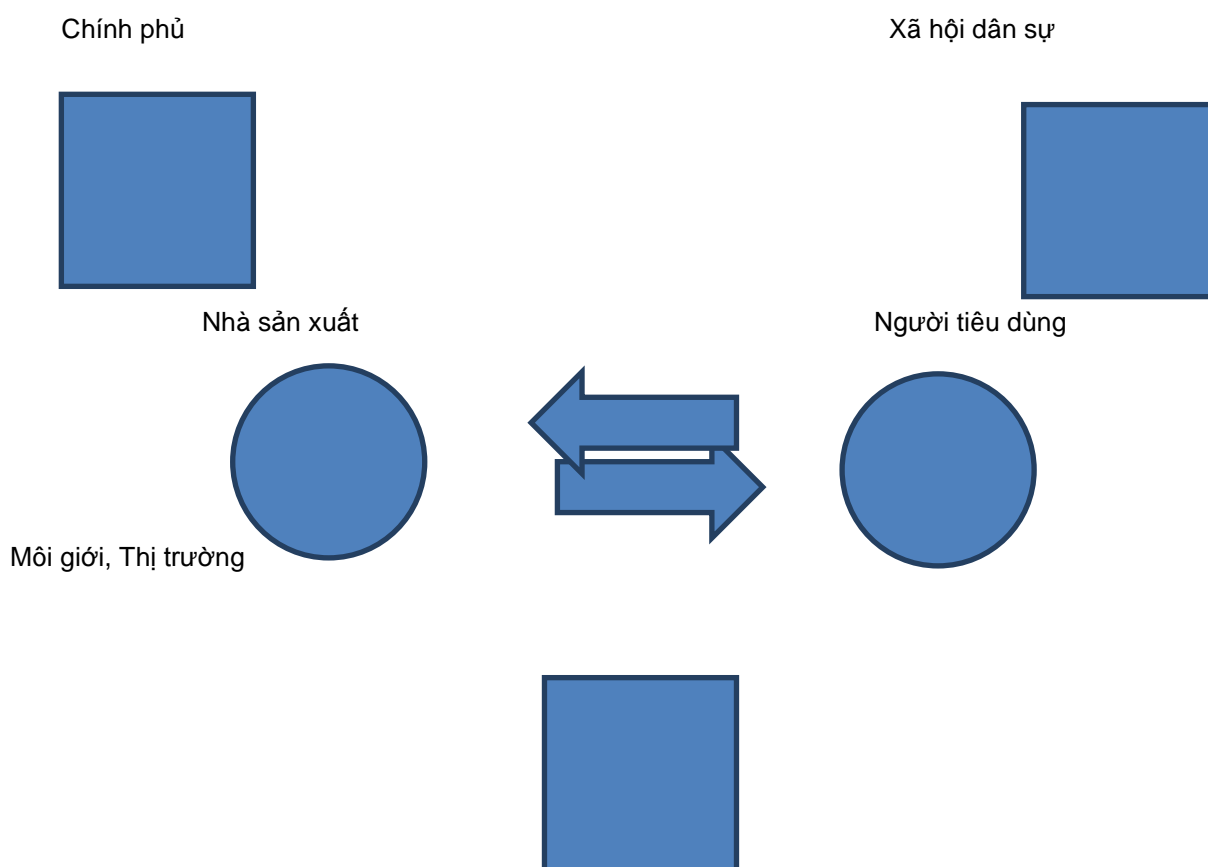 Chính phủ
Xã hội dân sự
Nhà sản xuất
Người tiêu dùng
Môi giới, Thị trường